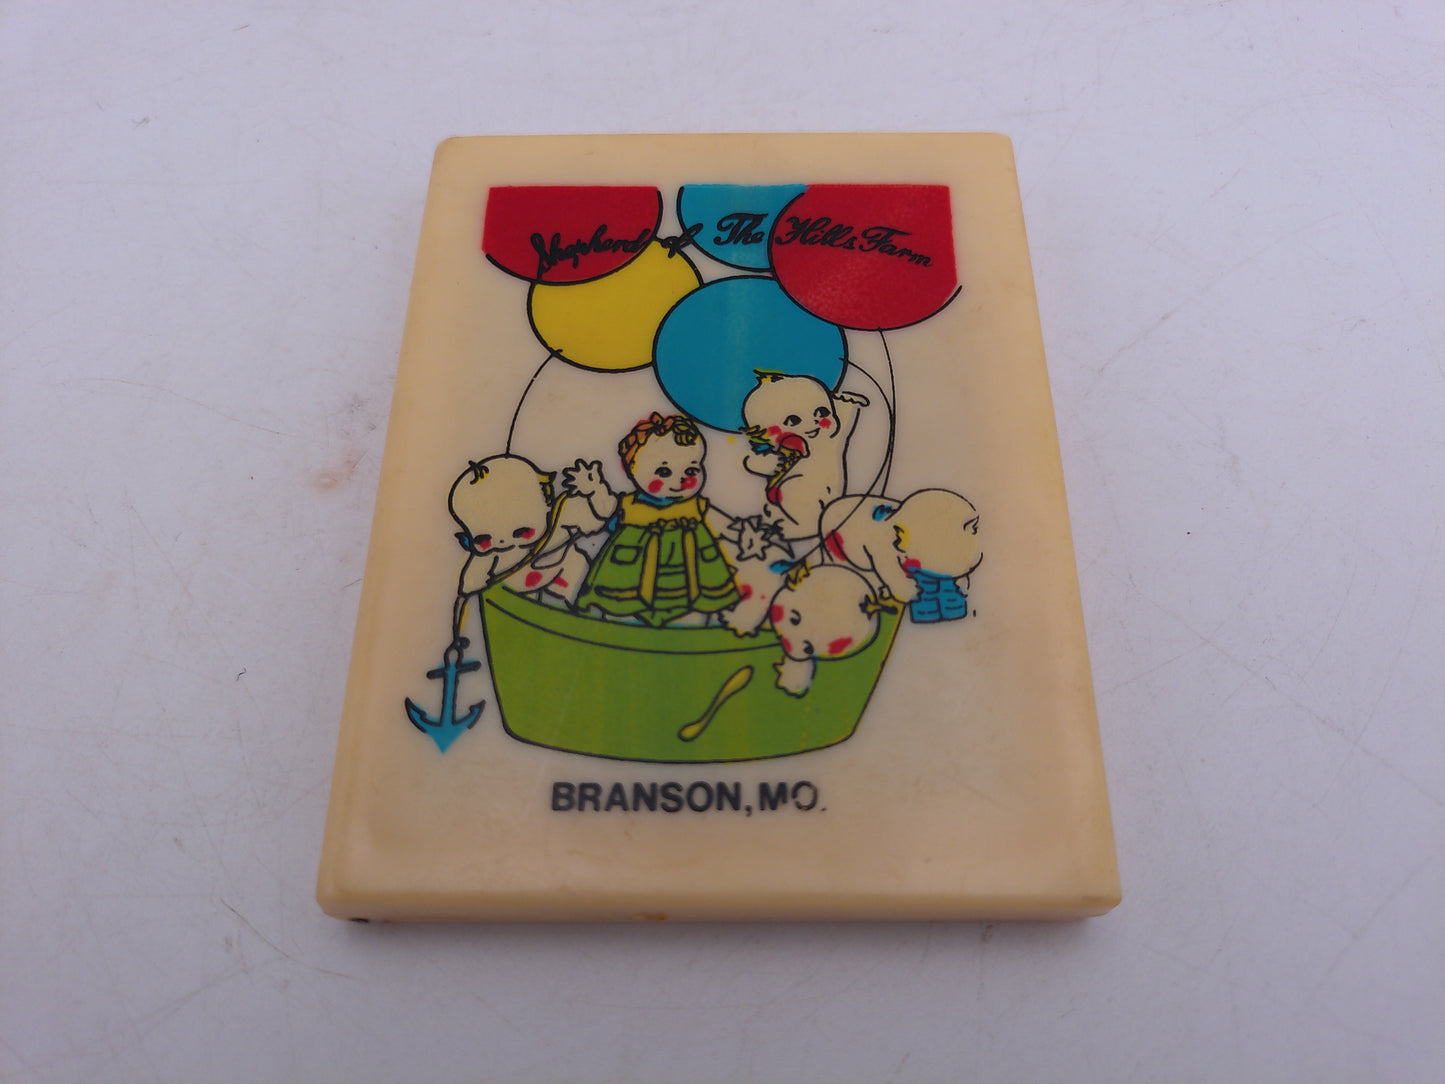 Shepherd of The Hills Farm
BRANSON, MO.